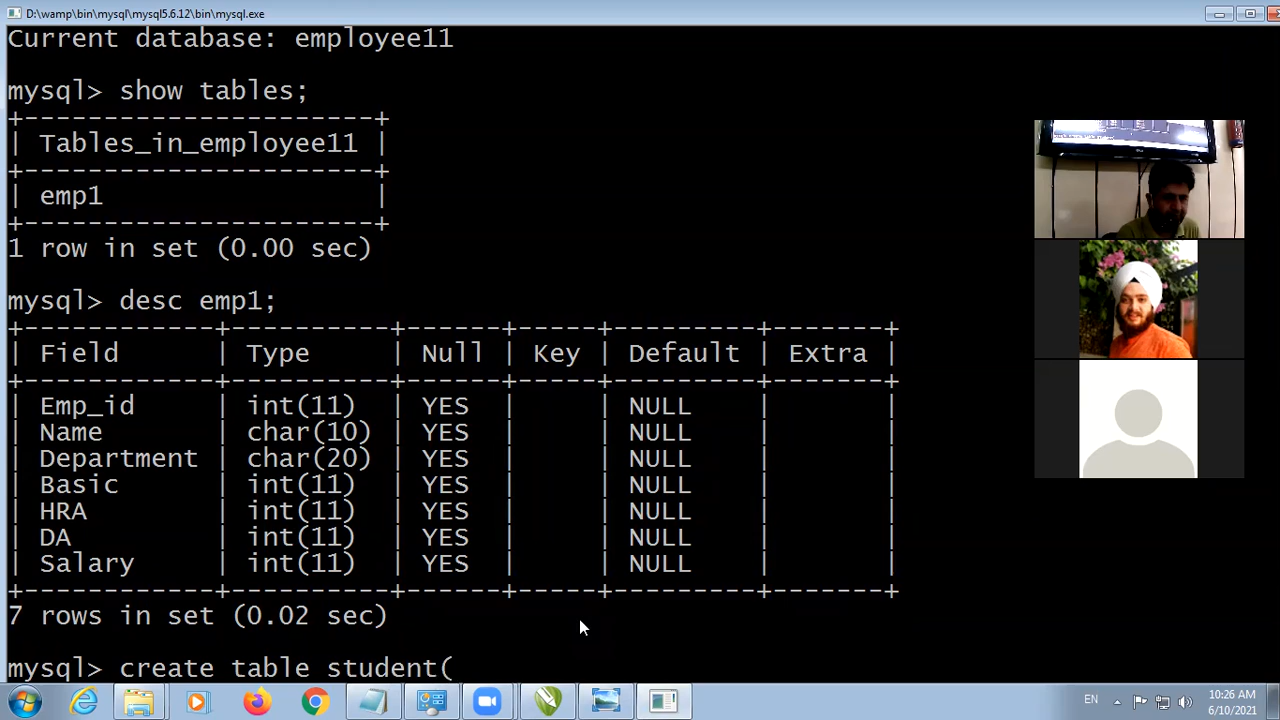 D:\wamp\bin\mysql\mysql5.6.12\bin\mysql.exe
Current database: employee11
mysql> show tables;
+----------------------+
| Tables_in_employee11 |
+----------------------+
| emp1                 |
+----------------------+
1 row in set (0.00 sec)
mysql> desc emp1;
+------------+----------+------+-----+---------+-------+
| Field      | Type     | Null | Key | Default | Extra |
+------------+----------+------+-----+---------+-------+
| Emp_id     | int(11)  | YES  |     | NULL    |       |
| Name       | char(10) | YES  |     | NULL    |       |
| Department | char(20) | YES  |     | NULL    |       |
| Basic      | int(11)  | YES  |     | NULL    |       |
| HRA        | int(11)  | YES  |     | NULL    |       |
| DA         | int(11)  | YES  |     | NULL    |       |
| Salary     | int(11)  | YES  |     | NULL    |       |
+------------+----------+------+-----+---------+-------+
7 rows in set (0.02 sec)
mysql> create table student(
EN
10:26 AM
6/10/2021